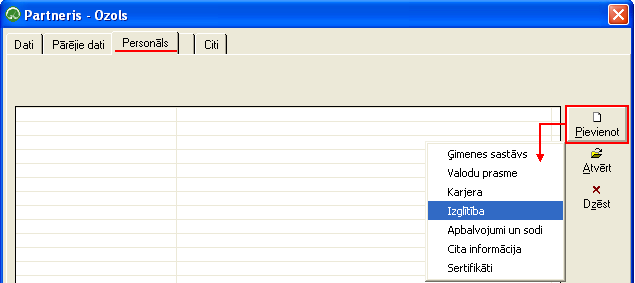 Partneris - Ozols
Dati Pārējie dati Personāls Citi
Pievienot
Atvērt
Dzēst
Ģimenes sastāvs
Valodu prasme
Karjera
Izglītība
Apbalvojumi un sodi
Cita informācija
Sertifikāti